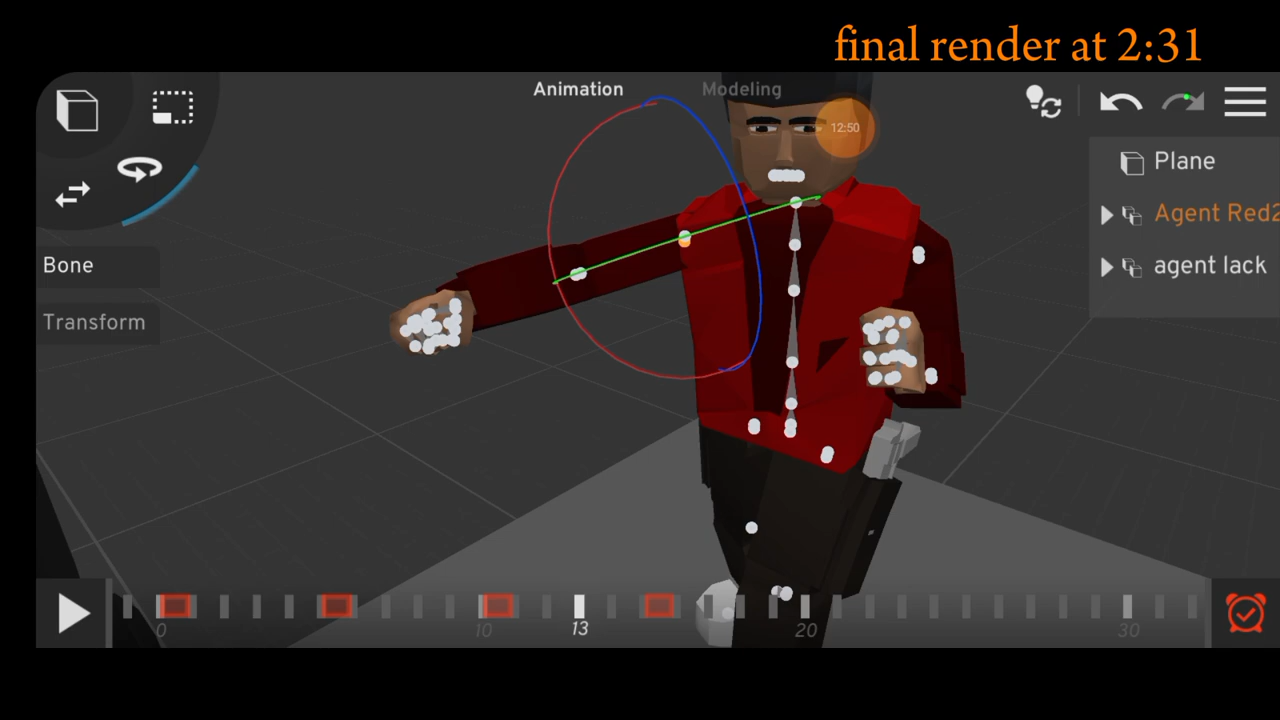 final render at 2:31
Animation
Modeling
12:50
Plane
Agent Red2
agent lack
Bone
Transform
0
10
13
20
30